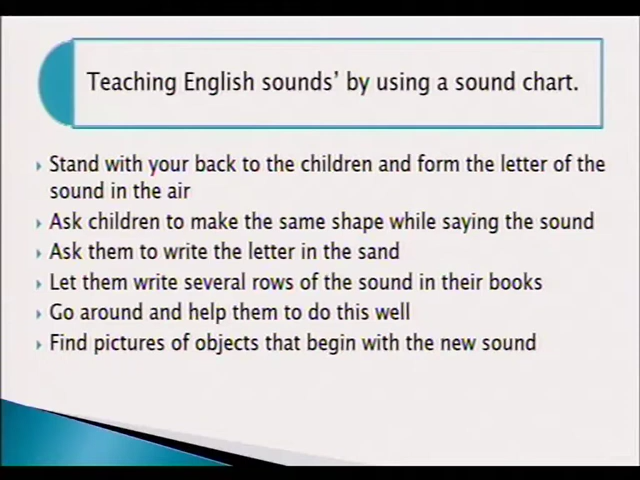 Teaching English sounds’ by using a sound chart.
Stand with your back to the children and form the letter of the
sound in the air
Ask children to make the same shape while saying the sound
Ask them to write the letter in the sand
Let them write several rows of the sound in their books
Go around and help them to do this well
Find pictures of objects that begin with the new sound